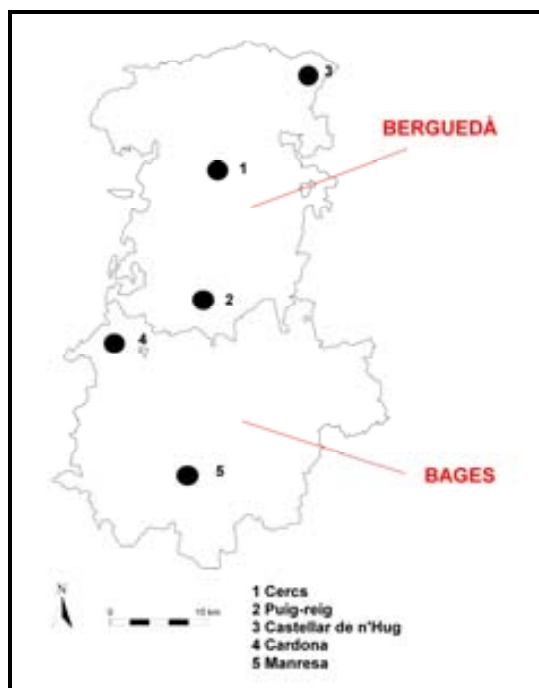 3
BERGUEDÀ
1
2
4
5
BAGES
N
0
10 km
1 Cercs
2 Puig-reig
3 Castellar de n'Hug
4 Cardona
5 Manresa